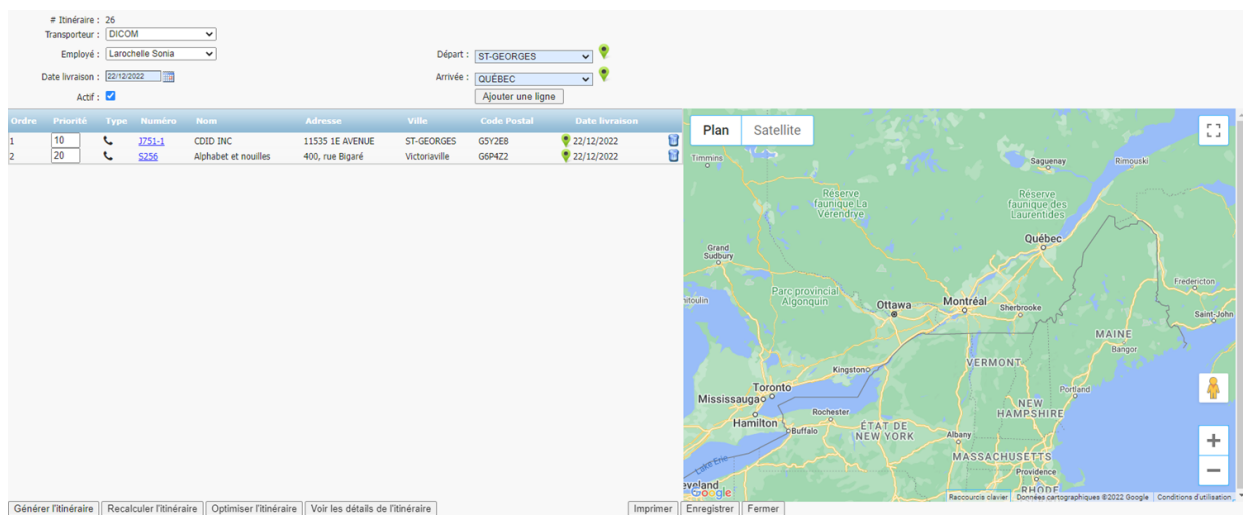 # Itinéraire : 26
Transporteur : DICOM
Employé : Larochelle Sonia
Départ : ST-GEORGES
Date livraison : 22/12/2022
Arrivée : QUÉBEC
Actif :
Ajouter une ligne
Ordre Priorité Type Numéro Nom Adresse Ville Code Postal Date livraison
1 10 J751-1 CDID INC 11535 1E AVENUE ST-GEORGES G5Y2E8 22/12/2022
2 20 S256 Alphabet et nouilles 400, rue Bigaré Victoriaville G6P4Z2 22/12/2022
Plan Satellite
Timmins
Saguenay
Rimouski
Réserve
faunique La
Vérendrye
Réserve
faunique des
Laurentides
Québec
Grand
Sudbury
Parc provincial
Algonquin
nitoulin
Ottawa
Montréal
Sherbrooke
Fredericton
Saint-John
MAINE
Bangor
VERMONT
Kingston
Toronto
Mississauga
Portland
NEW
HAMPSHIRE
Hamilton
Rochester
Buffalo
ÉTAT DE
NEW YORK
Albany
MASSACHUSETTS
Lake Erie
Providence
RHODE
eveland
Google
Raccourcis clavier Données cartographiques ©2022 Google Conditions d'utilisation
Générer l'itinéraire Recalculer l'itinéraire Optimiser l'itinéraire Voir les détails de l'itinéraire Imprimer Enregistrer Fermer